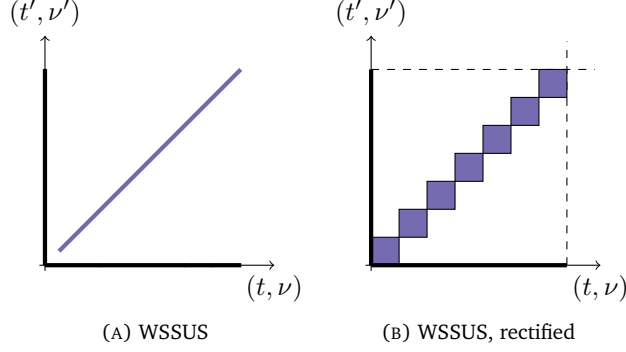 (t′, ν′)
(t′, ν′)
(t, ν)
(t, ν)
(A) WSSUS
(B) WSSUS, rectified